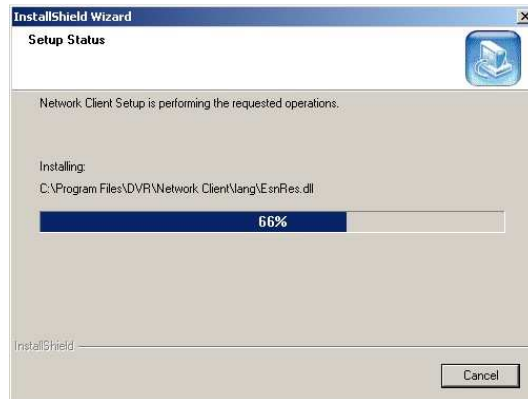 InstallShield Wizard
Setup Status
Network Client Setup is performing the requested operations.
Installing:
C:\Program Files\DVR\Network Client\lang\EsnRes.dll
66%
InstallShield
Cancel